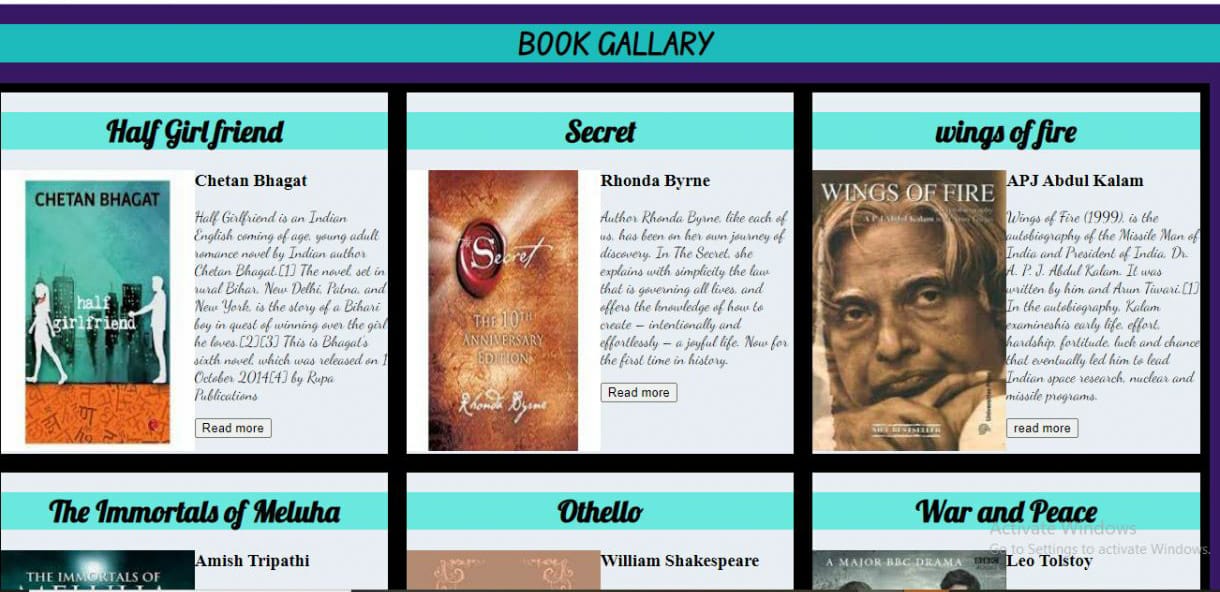 BOOK GALLARY
Half Girl friend
CHETAN BHAGAT
half
girlfriend
Chetan Bhagat
Half Girlfriend is an Indian
English coming of age, young adult
romance novel by Indian author
Chetan Bhagat.[1] The novel, set in
rural Bihar, New Delhi, Patna, and
New York, is the story of a Bihari
boy in quest of winning over the girl
he loves.[2][3] This is Bhagat's
sixth novel, which was released on 1
October 2014[4] by Rupa
Publications
Read more
Secret
The Secret
THE 10TH
ANNIVERSARY
EDITION
Rhonda Byrne
Rhonda Byrne
Author Rhonda Byrne, like each of
us, has been on her own journey of
discovery. In The Secret, she
explains with simplicity the law
that is governing all lives, and
offers the knowledge of how to
create – intentionally and
effortlessly – a joyful life. Now for
the first time in history.
Read more
wings of fire
WINGS OF FIRE
A P J Abdul Kalam
APJ Abdul Kalam
Wings of Fire (1999), is the
autobiography of the Missile Man of
India and President of India, Dr.
A. P. J. Abdul Kalam. It was
written by him and Arun Tiwari.[1]
In the autobiography, Kalam
examineshis early life, effort,
hardship, fortitude, luck and chance
that eventually led him to lead
Indian space research, nuclear and
missile programs.
read more
The Immortals of Meluha
THE IMMORTALS OF
MELUHA
Amish Tripathi
Othello
William Shakespeare
War and Peace
A MAJOR BBC DRAMA
BBC
Leo Tolstoy
Activate Windows
Go to Settings to activate Windows.